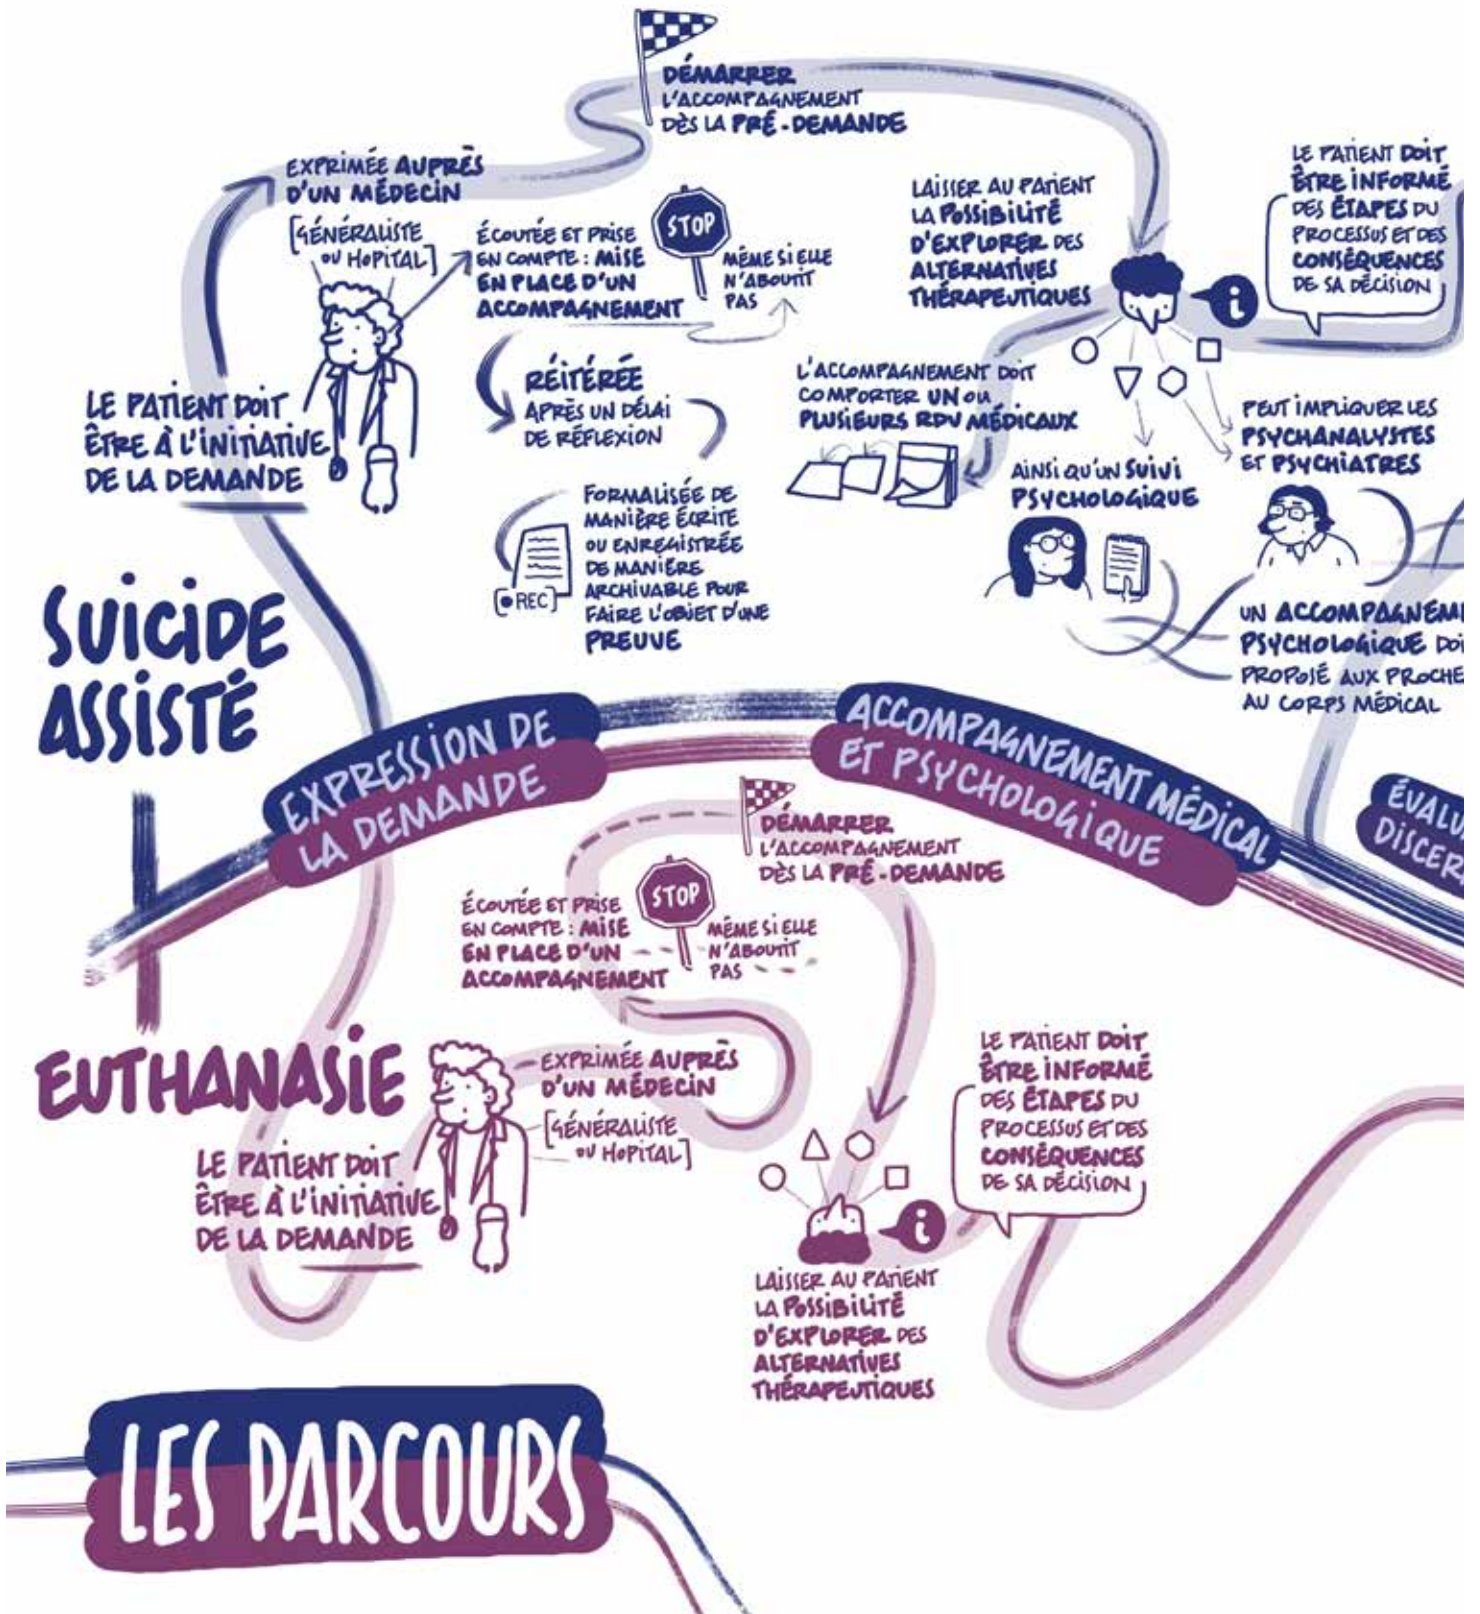 DÉMARRER
L'ACCOMPAGNEMENT
DÈS LA PRÉ-DEMANDE
EXPRIMÉE AUPRÈS
D'UN MÉDECIN
[GÉNÉRALISTE
OU HOPITAL]
ÉCOUTÉE ET PRISE
EN COMPTE : MISE
EN PLACE D'UN
ACCOMPAGNEMENT
STOP
MÊME SI ELLE
N'ABOUTIT
PAS
LAISSER AU PATIENT
LA POSSIBILITÉ
D'EXPLORER DES
ALTERNATIVES
THÉRAPEUTIQUES
i
LE PATIENT DOIT
ÊTRE INFORMÉ
DES ÉTAPES DU
PROCESSUS ET DES
CONSÉQUENCES
DE SA DÉCISION
LE PATIENT DOIT
ÊTRE À L'INITIATIVE
DE LA DEMANDE
RÉITÉRÉE
APRÈS UN DÉLAI
DE RÉFLEXION
L'ACCOMPAGNEMENT DOIT
COMPORTER UN OU
PLUSIEURS RDV MÉDICAUX
AINSI QU'UN SUIVI
PSYCHOLOGIQUE
PEUT IMPLIQUER LES
PSYCHANALYSTES
ET PSYCHIATRES
FORMALISÉE DE
MANIÈRE ÉCRITE
OU ENREGISTRÉE
DE MANIÈRE
ARCHIVABLE POUR
FAIRE L'OBJET D'UNE
PREUVE
[●REC]
UN ACCOMPAGNEME
PSYCHOLOGIQUE DOI
PROPOSÉ AUX PROCHE
AU CORPS MÉDICAL
SUICIDE
ASSISTÉ
EXPRESSION DE
LA DEMANDE
ACCOMPAGNEMENT MÉDICAL
ET PSYCHOLOGIQUE
ÉVALU
DISCER
DÉMARRER
L'ACCOMPAGNEMENT
DÈS LA PRÉ-DEMANDE
ÉCOUTÉE ET PRISE
EN COMPTE : MISE
EN PLACE D'UN
ACCOMPAGNEMENT
STOP
MÊME SI ELLE
N'ABOUTIT
PAS
EUTHANASIE
EXPRIMÉE AUPRÈS
D'UN MÉDECIN
[GÉNÉRALISTE
OU HOPITAL]
LE PATIENT DOIT
ÊTRE À L'INITIATIVE
DE LA DEMANDE
LE PATIENT DOIT
ÊTRE INFORMÉ
DES ÉTAPES DU
PROCESSUS ET DES
CONSÉQUENCES
DE SA DÉCISION
i
LAISSER AU PATIENT
LA POSSIBILITÉ
D'EXPLORER DES
ALTERNATIVES
THÉRAPEUTIQUES
LES PARCOURS